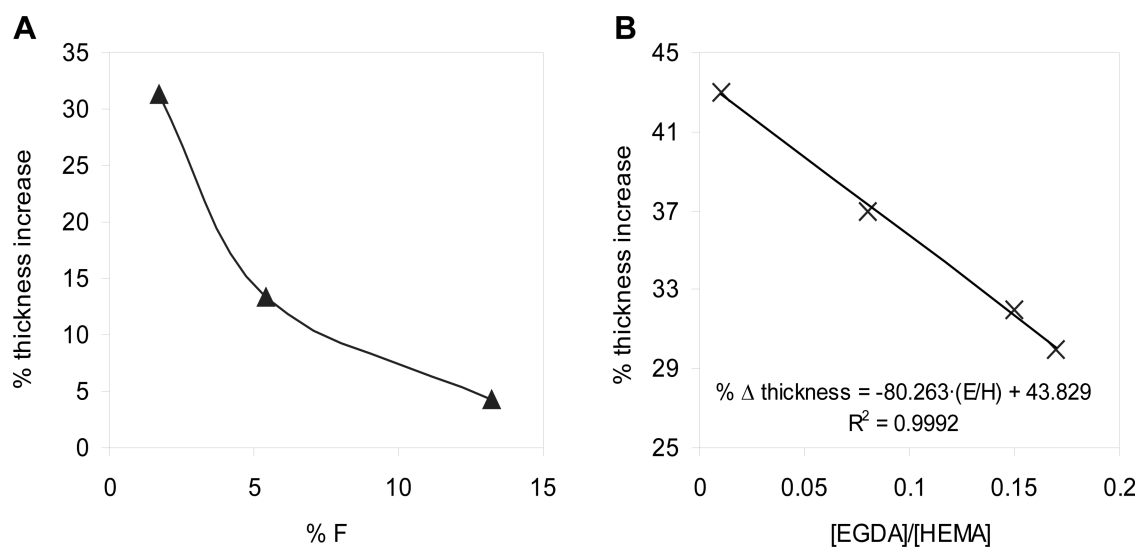 A
% thickness increase
35
30
25
20
15
10
5
0
0 5 10 15
% F
B
% thickness increase
45
41
37
33
29
25
% Δ thickness = -80.263·(E/H) + 43.829
R² = 0.9992
0 0.05 0.1 0.15 0.2
[EGDA]/[HEMA]